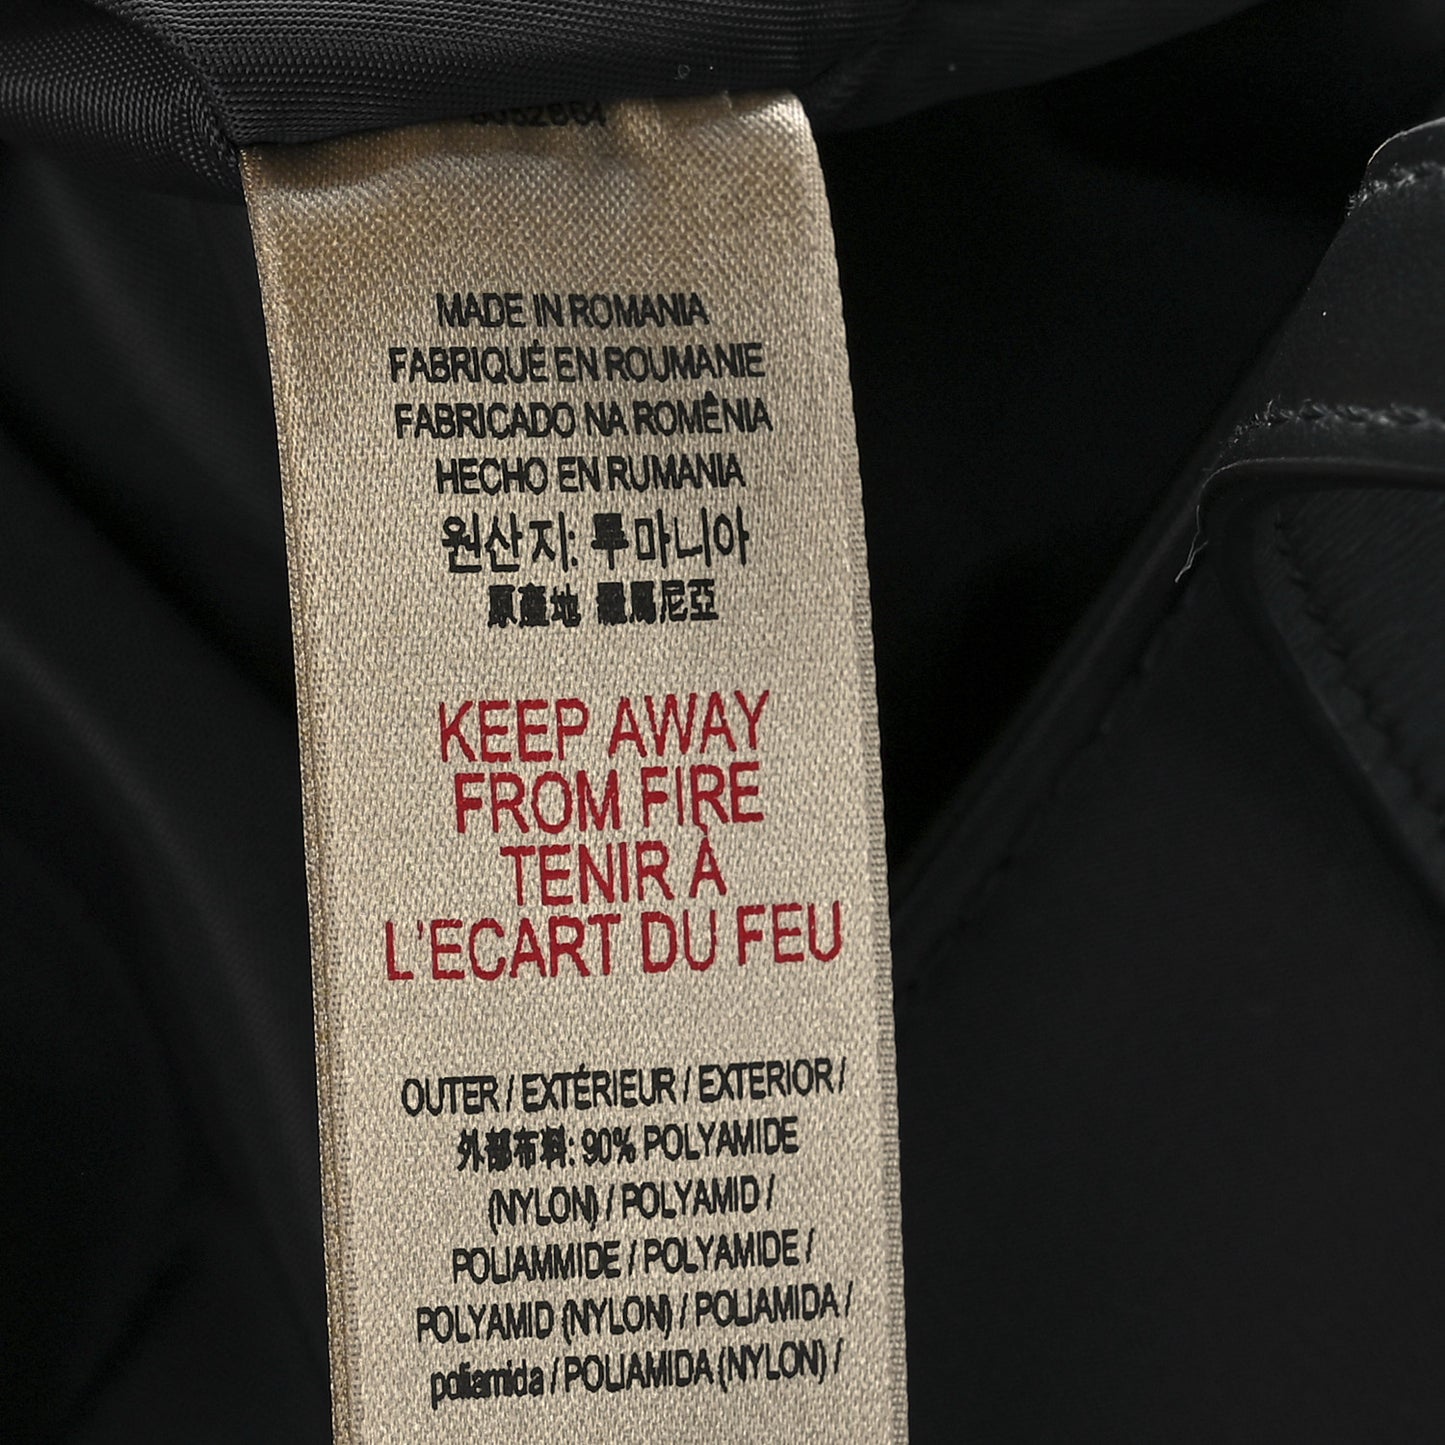 MADE IN ROMANIA
FABRIQUÉ EN ROUMANIE
FABRICADO NA ROMÊNIA
HECHO EN RUMANIA
원산지: 루마니아
原產地 羅馬尼亞
KEEP AWAY
FROM FIRE
TENIR À
L'ECART DU FEU
OUTER / EXTÉRIEUR / EXTERIOR /
外部布料: 90% POLYAMIDE
(NYLON) / POLYAMID /
POLIAMMIDE / POLYAMIDE /
POLYAMID (NYLON) / POLIAMIDA /
poliamida / POLIAMIDA (NYLON) /